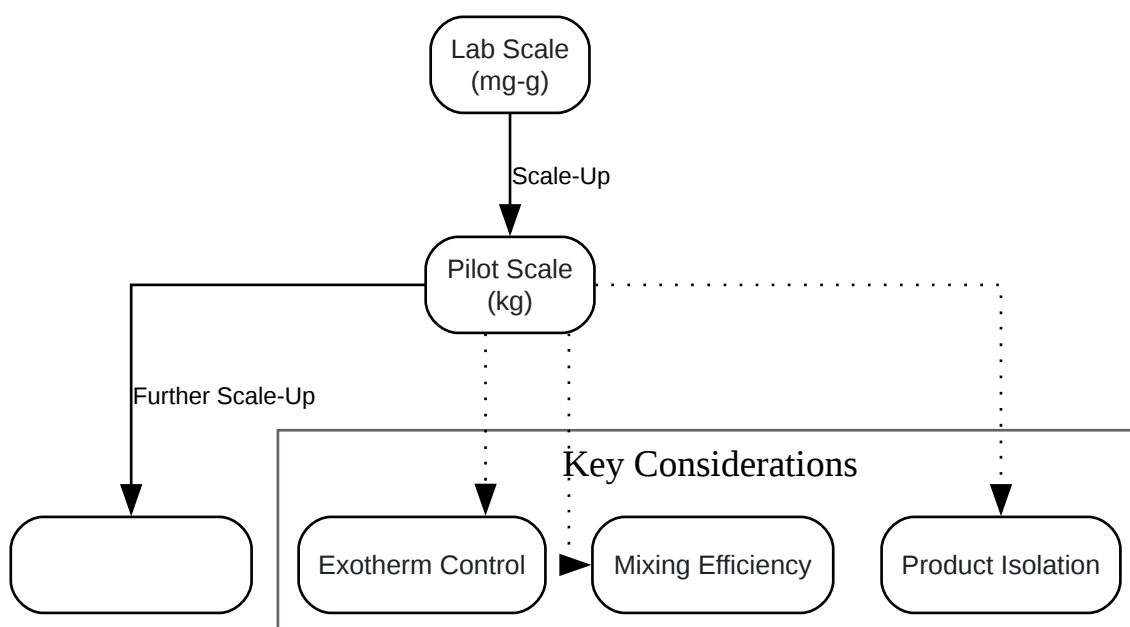 Lab Scale
(mg-g)
Scale-Up
Pilot Scale
(kg)
Further Scale-Up
Key Considerations
Exotherm Control
Mixing Efficiency
Product Isolation